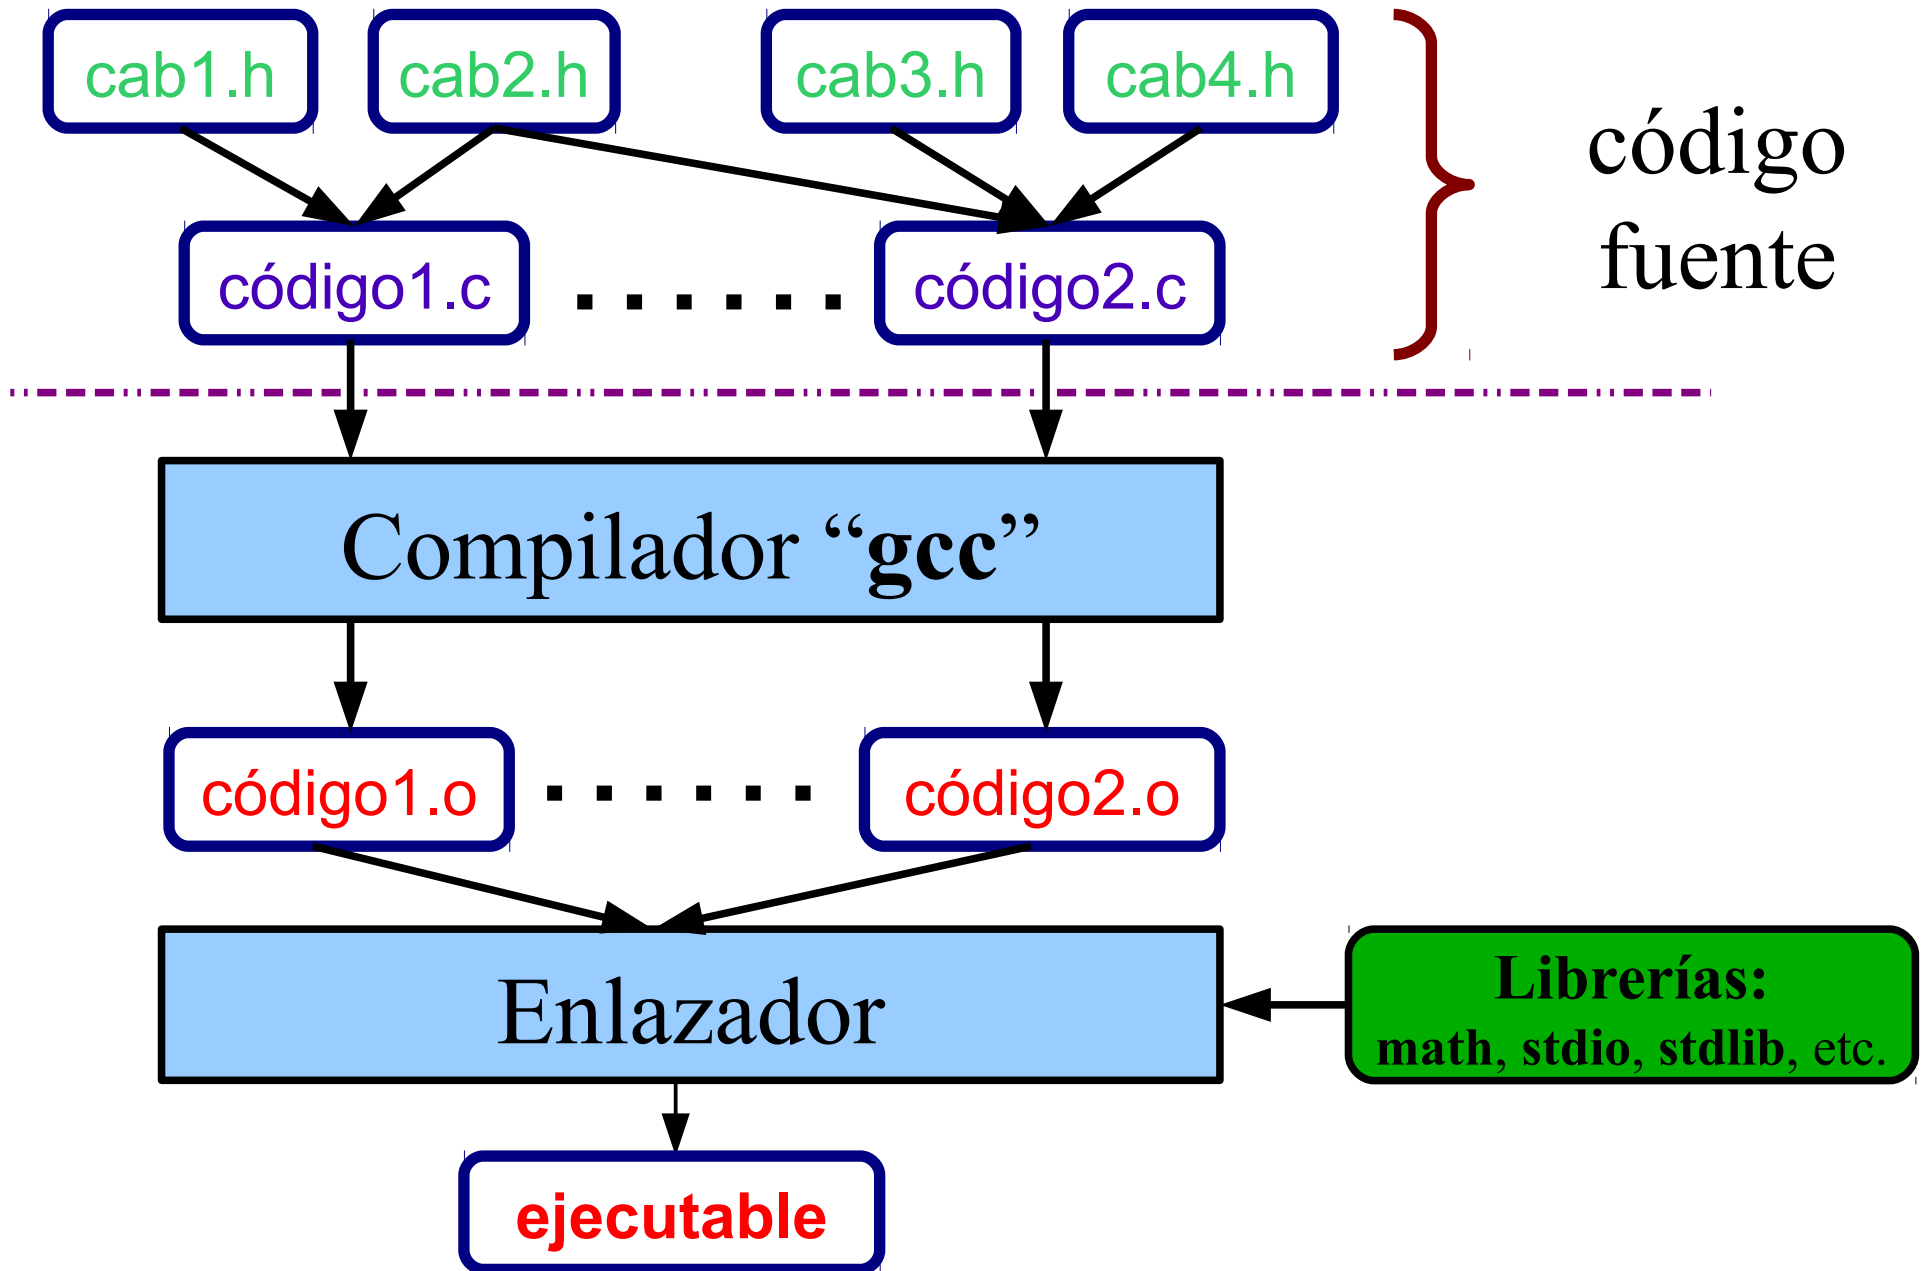 cab1.h
cab2.h
cab3.h
cab4.h
código
fuente
código1.c
código2.c
Compilador “gcc”
código1.o
código2.o
Enlazador
Librerías:
math, stdio, stdlib, etc.
ejecutable